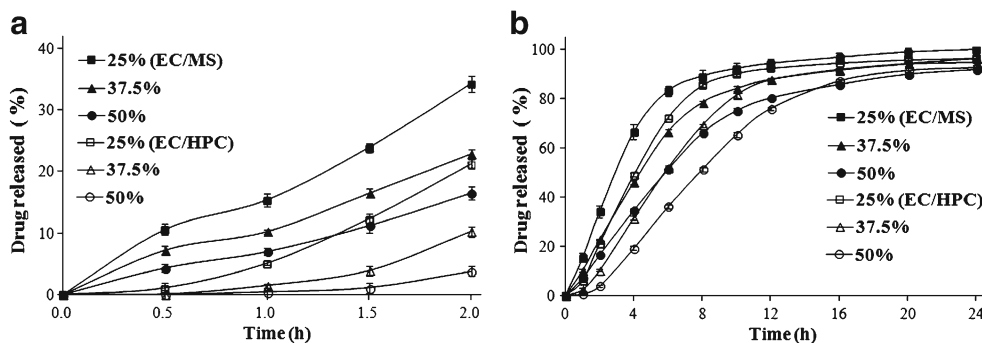 a
40
30
20
10
0
Drug released ( %)
25% (EC/MS)
37.5%
50%
25% (EC/HPC)
37.5%
50%
0.0 0.5 1.0 1.5 2.0
Time (h)
b
100
80
60
40
20
0
Drug released ( %)
25% (EC/MS)
37.5%
50%
25% (EC/HPC)
37.5%
50%
0 4 8 12 16 20 24
Time (h)